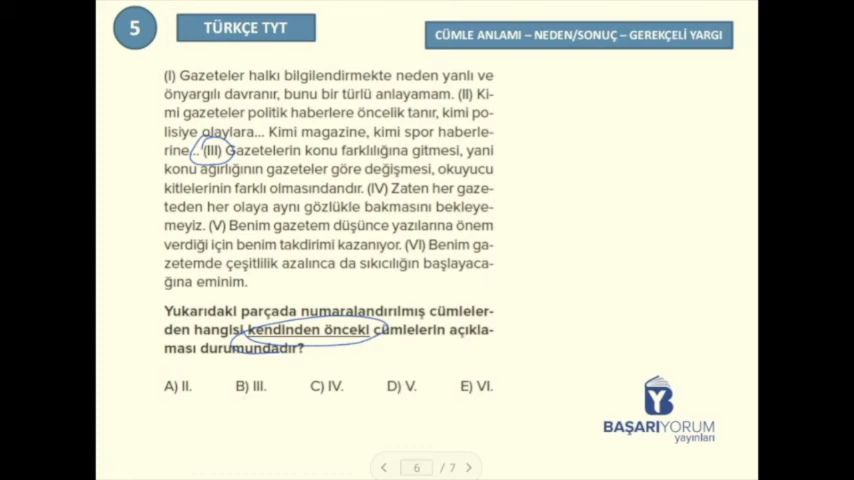 5
TÜRKÇE TYT
CÜMLE ANLAMI – NEDEN/SONUÇ – GEREKÇELİ YARGI
(I) Gazeteler halkı bilgilendirmekte neden yanlı ve
önyargılı davranır, bunu bir türlü anlayamam. (II) Ki-
mi gazeteler politik haberlere öncelik tanır, kimi po-
lisiye olaylara... Kimi magazine, kimi spor haberle-
rine... (III) Gazetelerin konu farklılığına gitmesi, yani
konu ağırlığının gazeteler göre değişmesi, okuyucu
kitlelerinin farklı olmasındandır. (IV) Zaten her gaze-
teden her olaya aynı gözlükle bakmasını bekleye-
meyiz. (V) Benim gazetem düşünce yazılarına önem
verdiği için benim takdirimi kazanıyor. (VI) Benim ga-
zetemde çeşitlilik azalınca da sıkıcılığın başlayaca-
ğına eminim.
Yukarıdaki parçada numaralandırılmış cümleler-
den hangisi kendinden önceki cümlelerin açıkla-
ması durumundadır?
A) II. B) III. C) IV. D) V. E) VI.
BAŞARIYORUM
yayınları
6 / 7